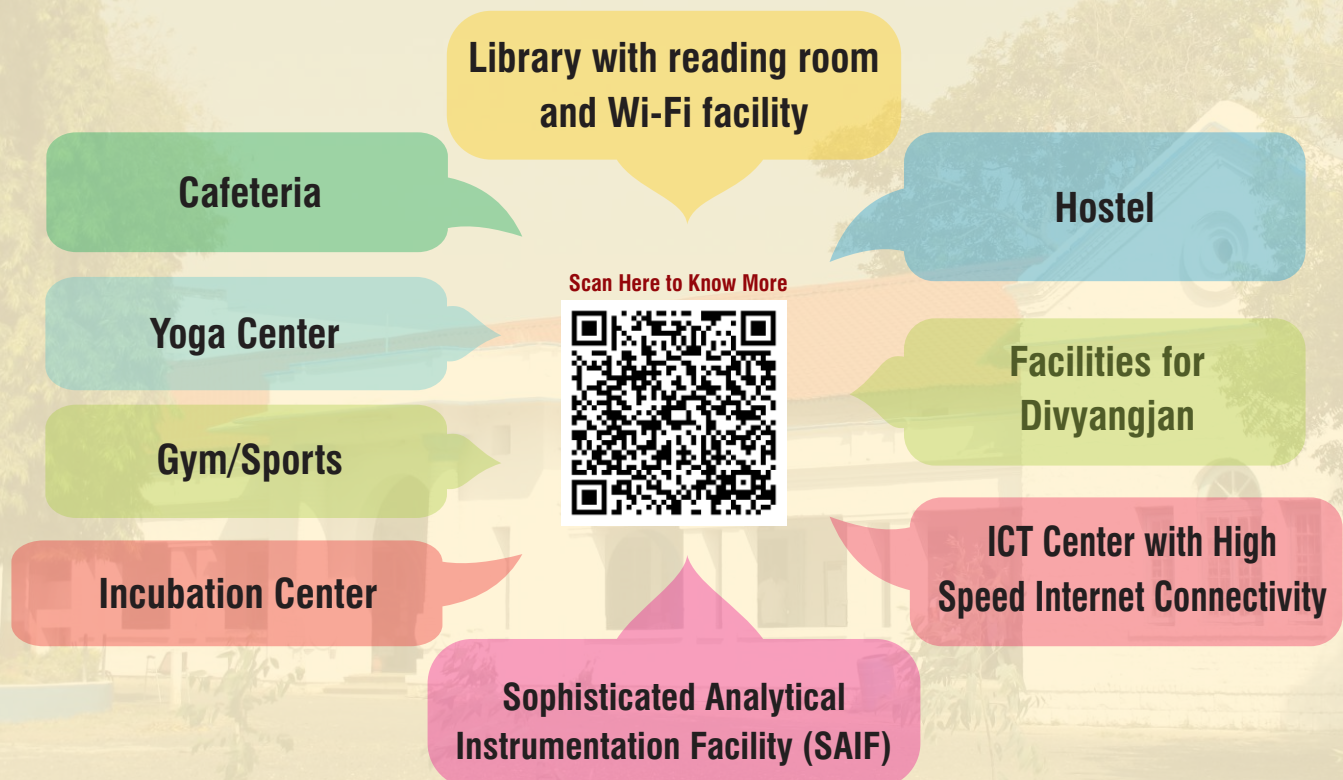 Library with reading room
and Wi-Fi facility
Cafeteria
Hostel
Scan Here to Know More
Yoga Center
Facilities for
Divyangjan
Gym/Sports
ICT Center with High
Speed Internet Connectivity
Incubation Center
Sophisticated Analytical
Instrumentation Facility (SAIF)